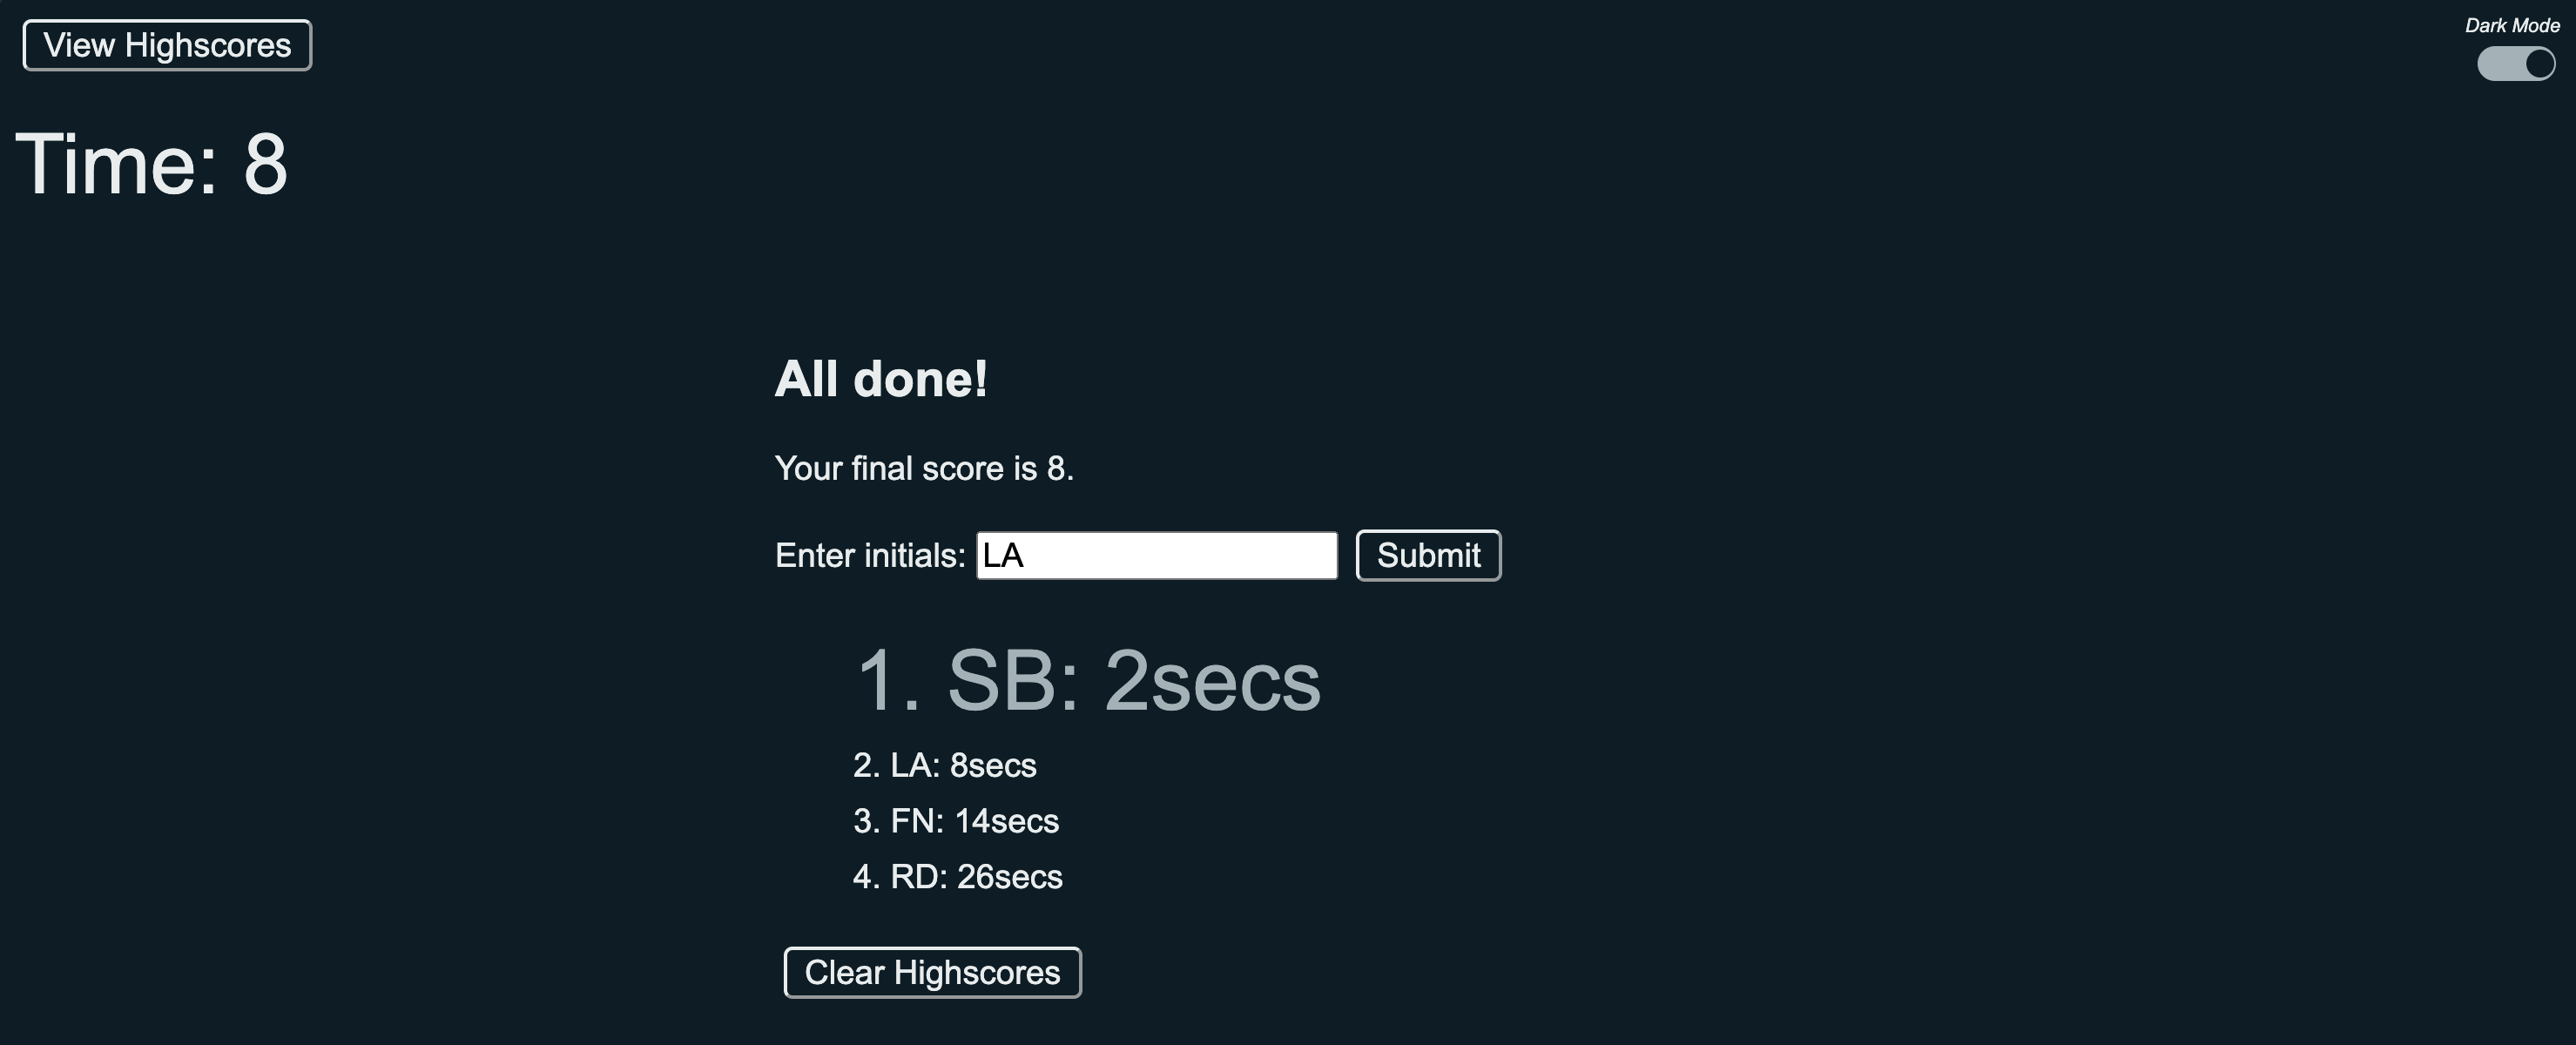 View Highscores
Dark Mode
Time: 8
All done!
Your final score is 8.
Enter initials: LA Submit
1. SB: 2secs
2. LA: 8secs
3. FN: 14secs
4. RD: 26secs
Clear Highscores